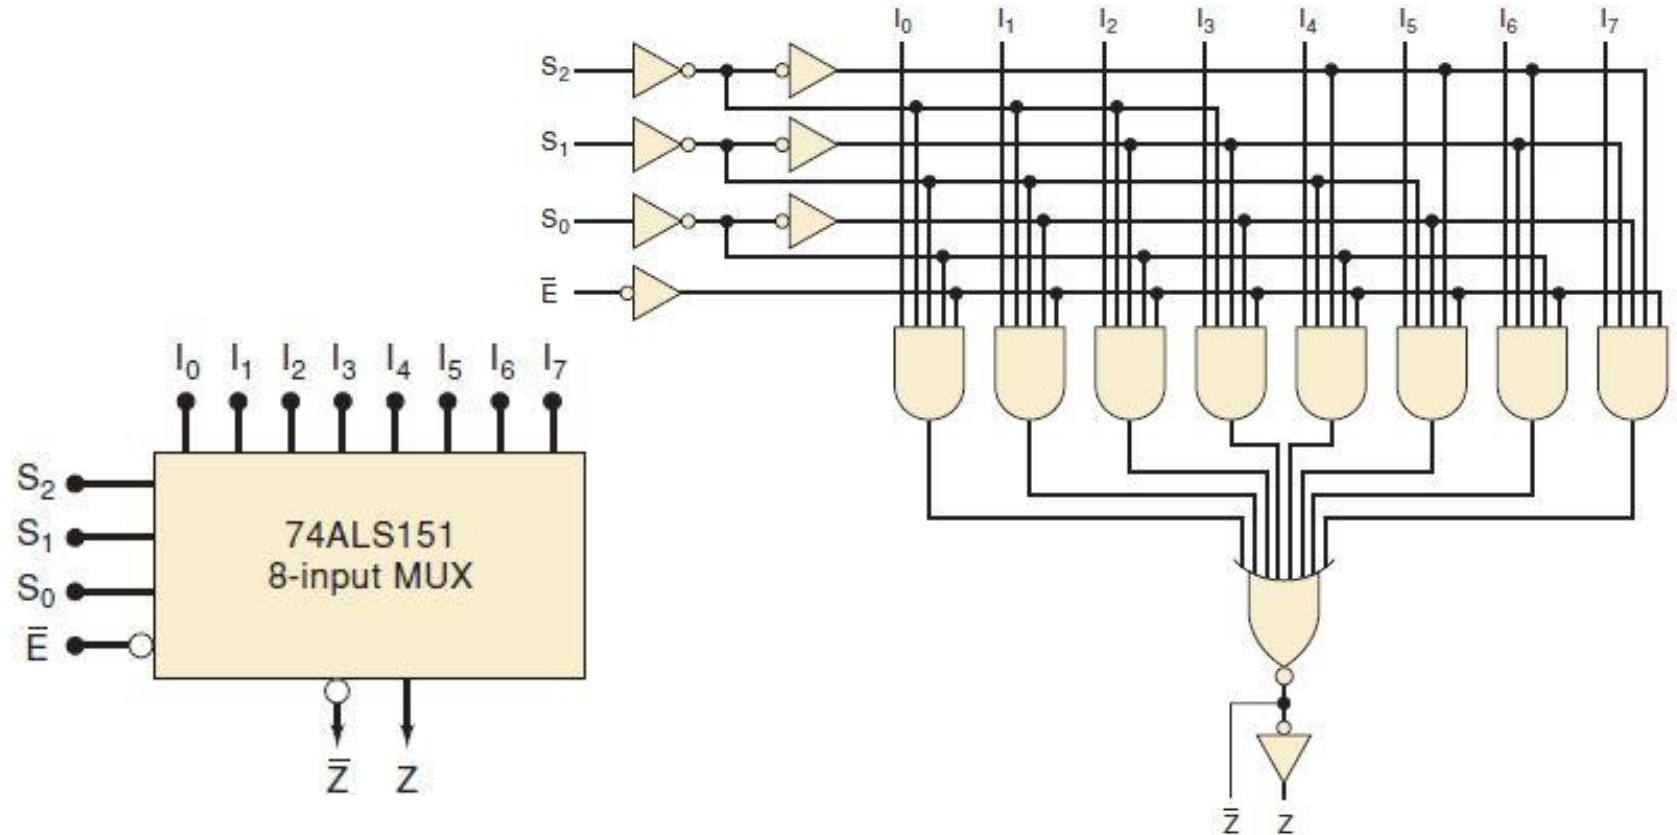 I0 I1 I2 I3 I4 I5 I6 I7
S2
S1
S0
E̅
I0 I1 I2 I3 I4 I5 I6 I7
S2
S1
S0
E̅
74ALS151
8-input MUX
Z̅ Z
Z̅ Z